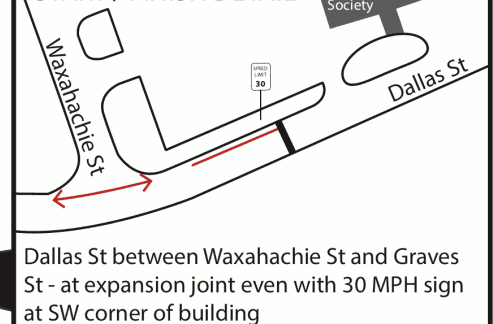 Society
SPEED
LIMIT
30
Waxahachie St
Dallas St
Dallas St between Waxahachie St and Graves
St - at expansion joint even with 30 MPH sign
at SW corner of building